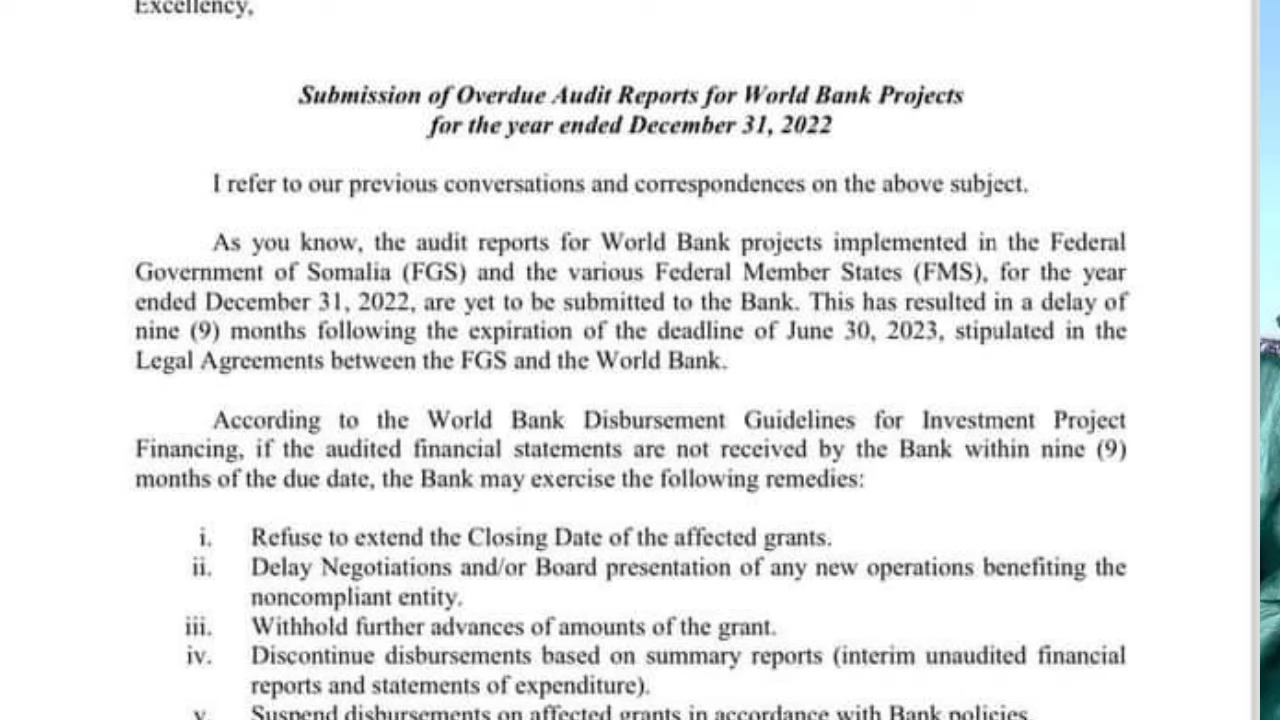 Excellency,
Submission of Overdue Audit Reports for World Bank Projects
for the year ended December 31, 2022
I refer to our previous conversations and correspondences on the above subject.
As you know, the audit reports for World Bank projects implemented in the Federal
Government of Somalia (FGS) and the various Federal Member States (FMS), for the year
ended December 31, 2022, are yet to be submitted to the Bank. This has resulted in a delay of
nine (9) months following the expiration of the deadline of June 30, 2023, stipulated in the
Legal Agreements between the FGS and the World Bank.
According to the World Bank Disbursement Guidelines for Investment Project
Financing, if the audited financial statements are not received by the Bank within nine (9)
months of the due date, the Bank may exercise the following remedies:
i. Refuse to extend the Closing Date of the affected grants.
ii. Delay Negotiations and/or Board presentation of any new operations benefiting the
noncompliant entity.
iii. Withhold further advances of amounts of the grant.
iv. Discontinue disbursements based on summary reports (interim unaudited financial
reports and statements of expenditure).
v. Suspend disbursements on affected grants in accordance with Bank policies.